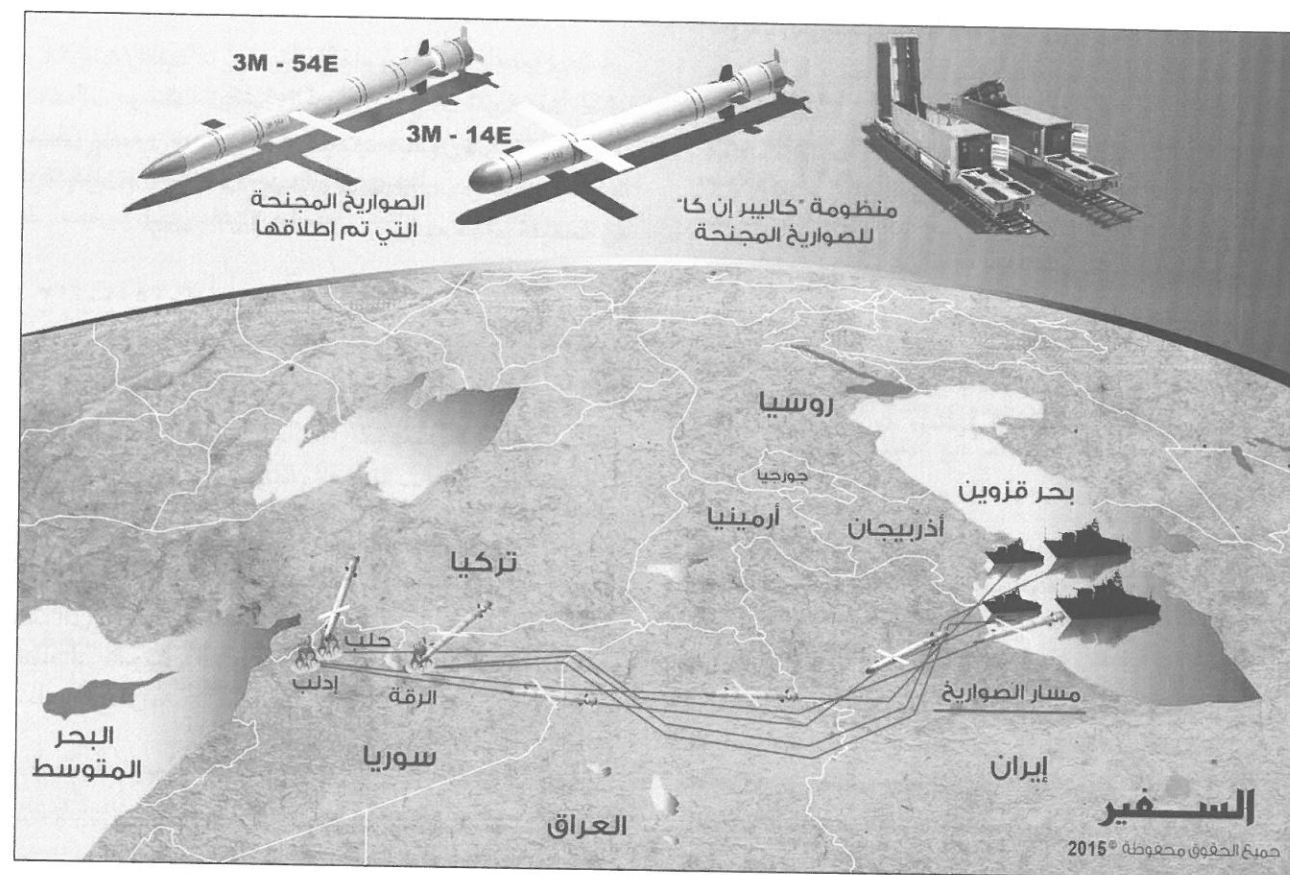 3M - 54E
3M - 14E
الصواريخ المجنحة
التي تم إطلاقها
منظومة "كاليبر إن كا"
للصواريخ المجنحة
روسيا
جورجيا
بحر قزوين
أرمينيا
أذربيجان
تركيا
حلب
إدلب
الرقة
مسار الصواريخ
البحر
المتوسط
سوريا
إيران
العراق
السفير
جميع الحقوق محفوظة © 2015